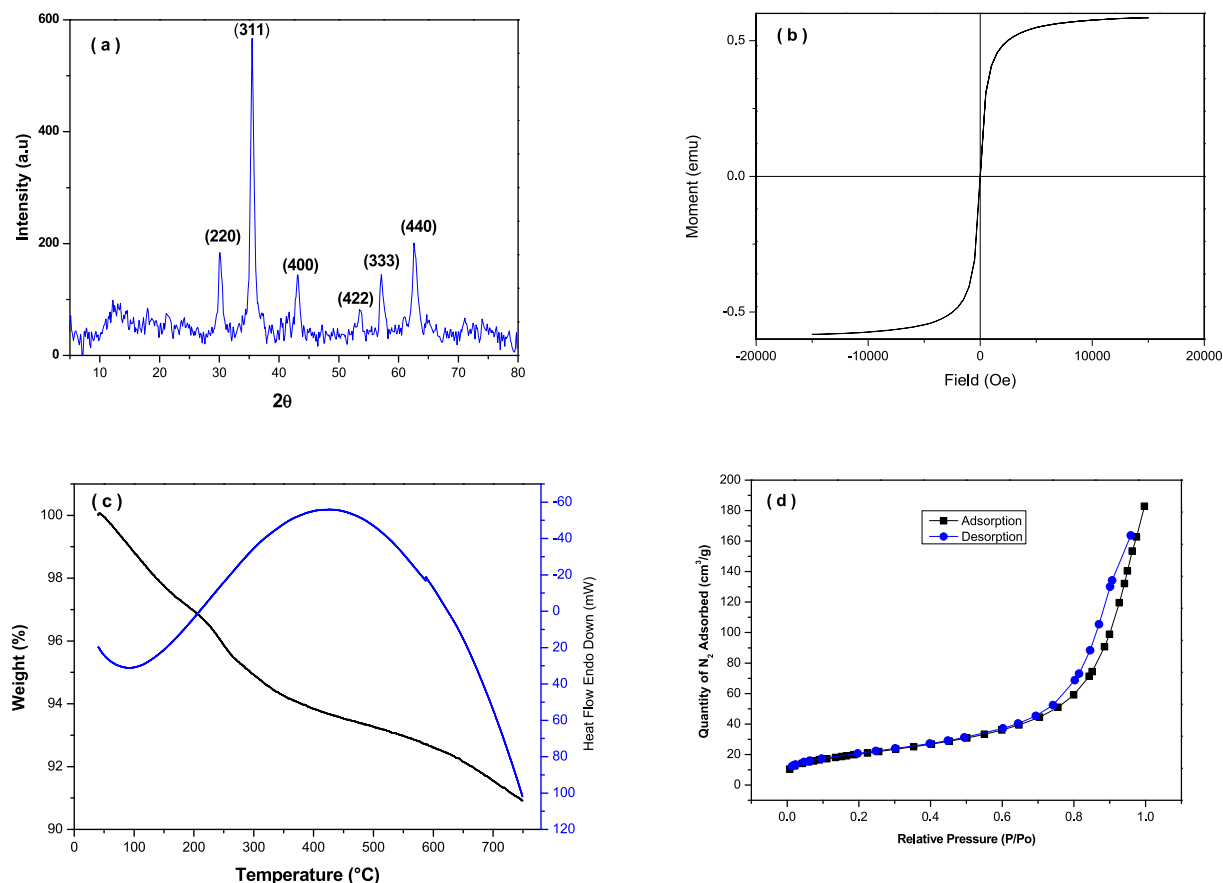 ( a )
(311)
(220)
(400)
(422)
(333)
(440)
600
400
200
0
Intensity (a.u)
10 20 30 40 50 60 70 80
2θ
( b )
0.5
0.0
-0.5
Moment (emu)
-20000 -10000 0 10000 20000
Field (Oe)
( c )
100
98
96
94
92
90
Weight (%)
-60
-40
-20
0
20
40
60
80
100
120
Heat Flow Endo Down (mW)
0 100 200 300 400 500 600 700
Temperature (°C)
( d )
Adsorption
Desorption
200
180
160
140
120
100
80
60
40
20
0
Quantity of N2 Adsorbed (cm³/g)
0.0 0.2 0.4 0.6 0.8 1.0
Relative Pressure (P/Po)